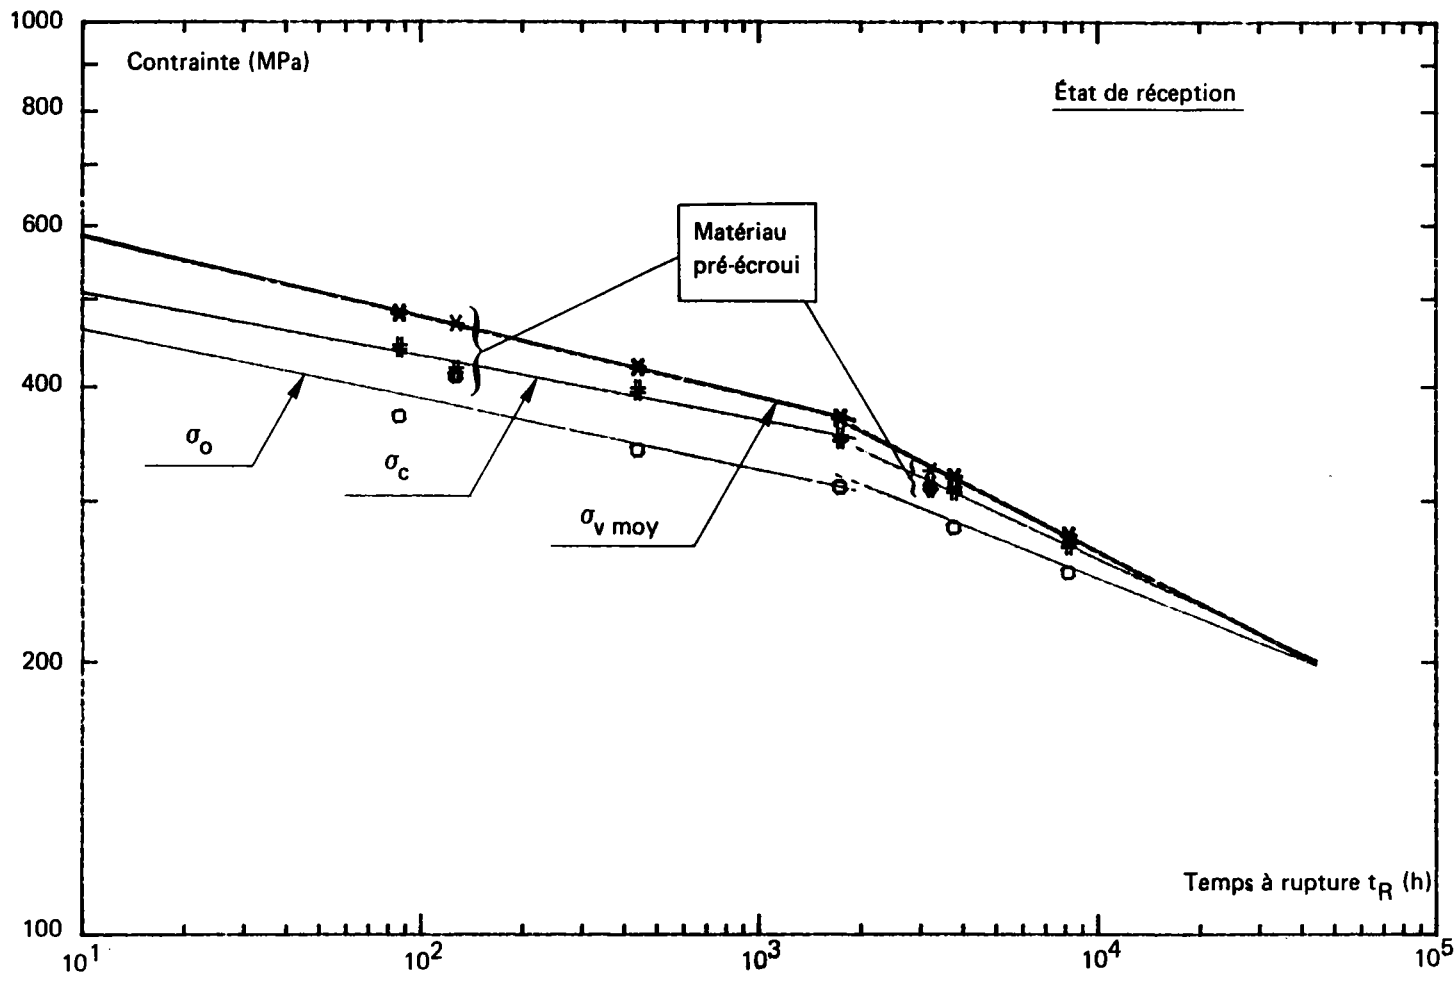 1000
Contrainte (MPa)
État de réception
800
600
Matériau
pré-écroui
400
σo
σc
σv moy
200
Temps à rupture tR (h)
100
10¹
10²
10³
10⁴
10⁵